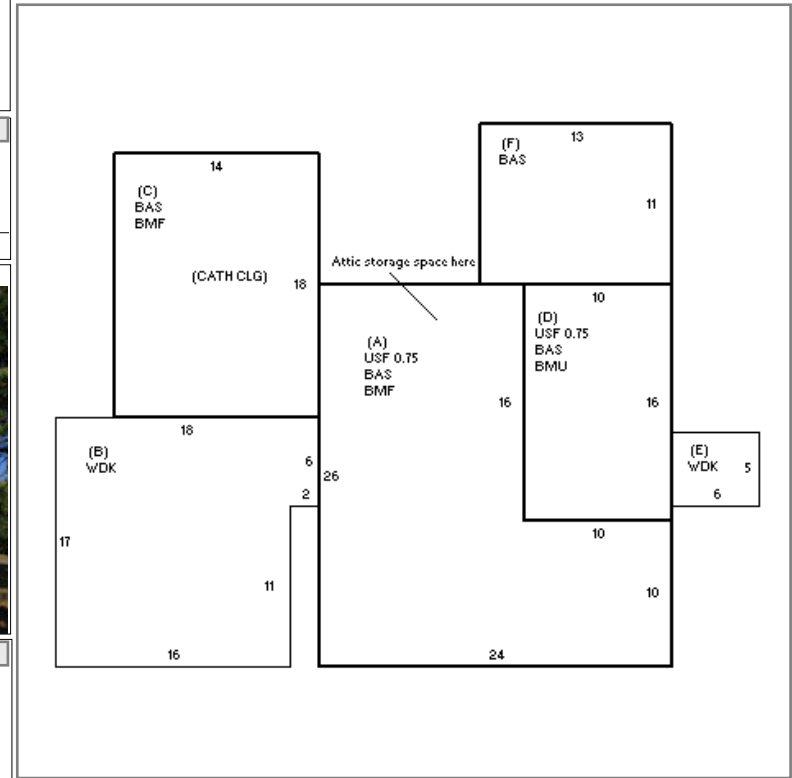 13
(F)
BAS
11
14
(C)
BAS
BMF
(CATH CLG)
18
Attic storage space here
10
(D)
USF 0.75
BAS
BMU
(A)
USF 0.75
BAS
BMF
16
16
18
(B)
WDK
6
2
26
(E)
WDK
5
6
17
11
10
10
16
24